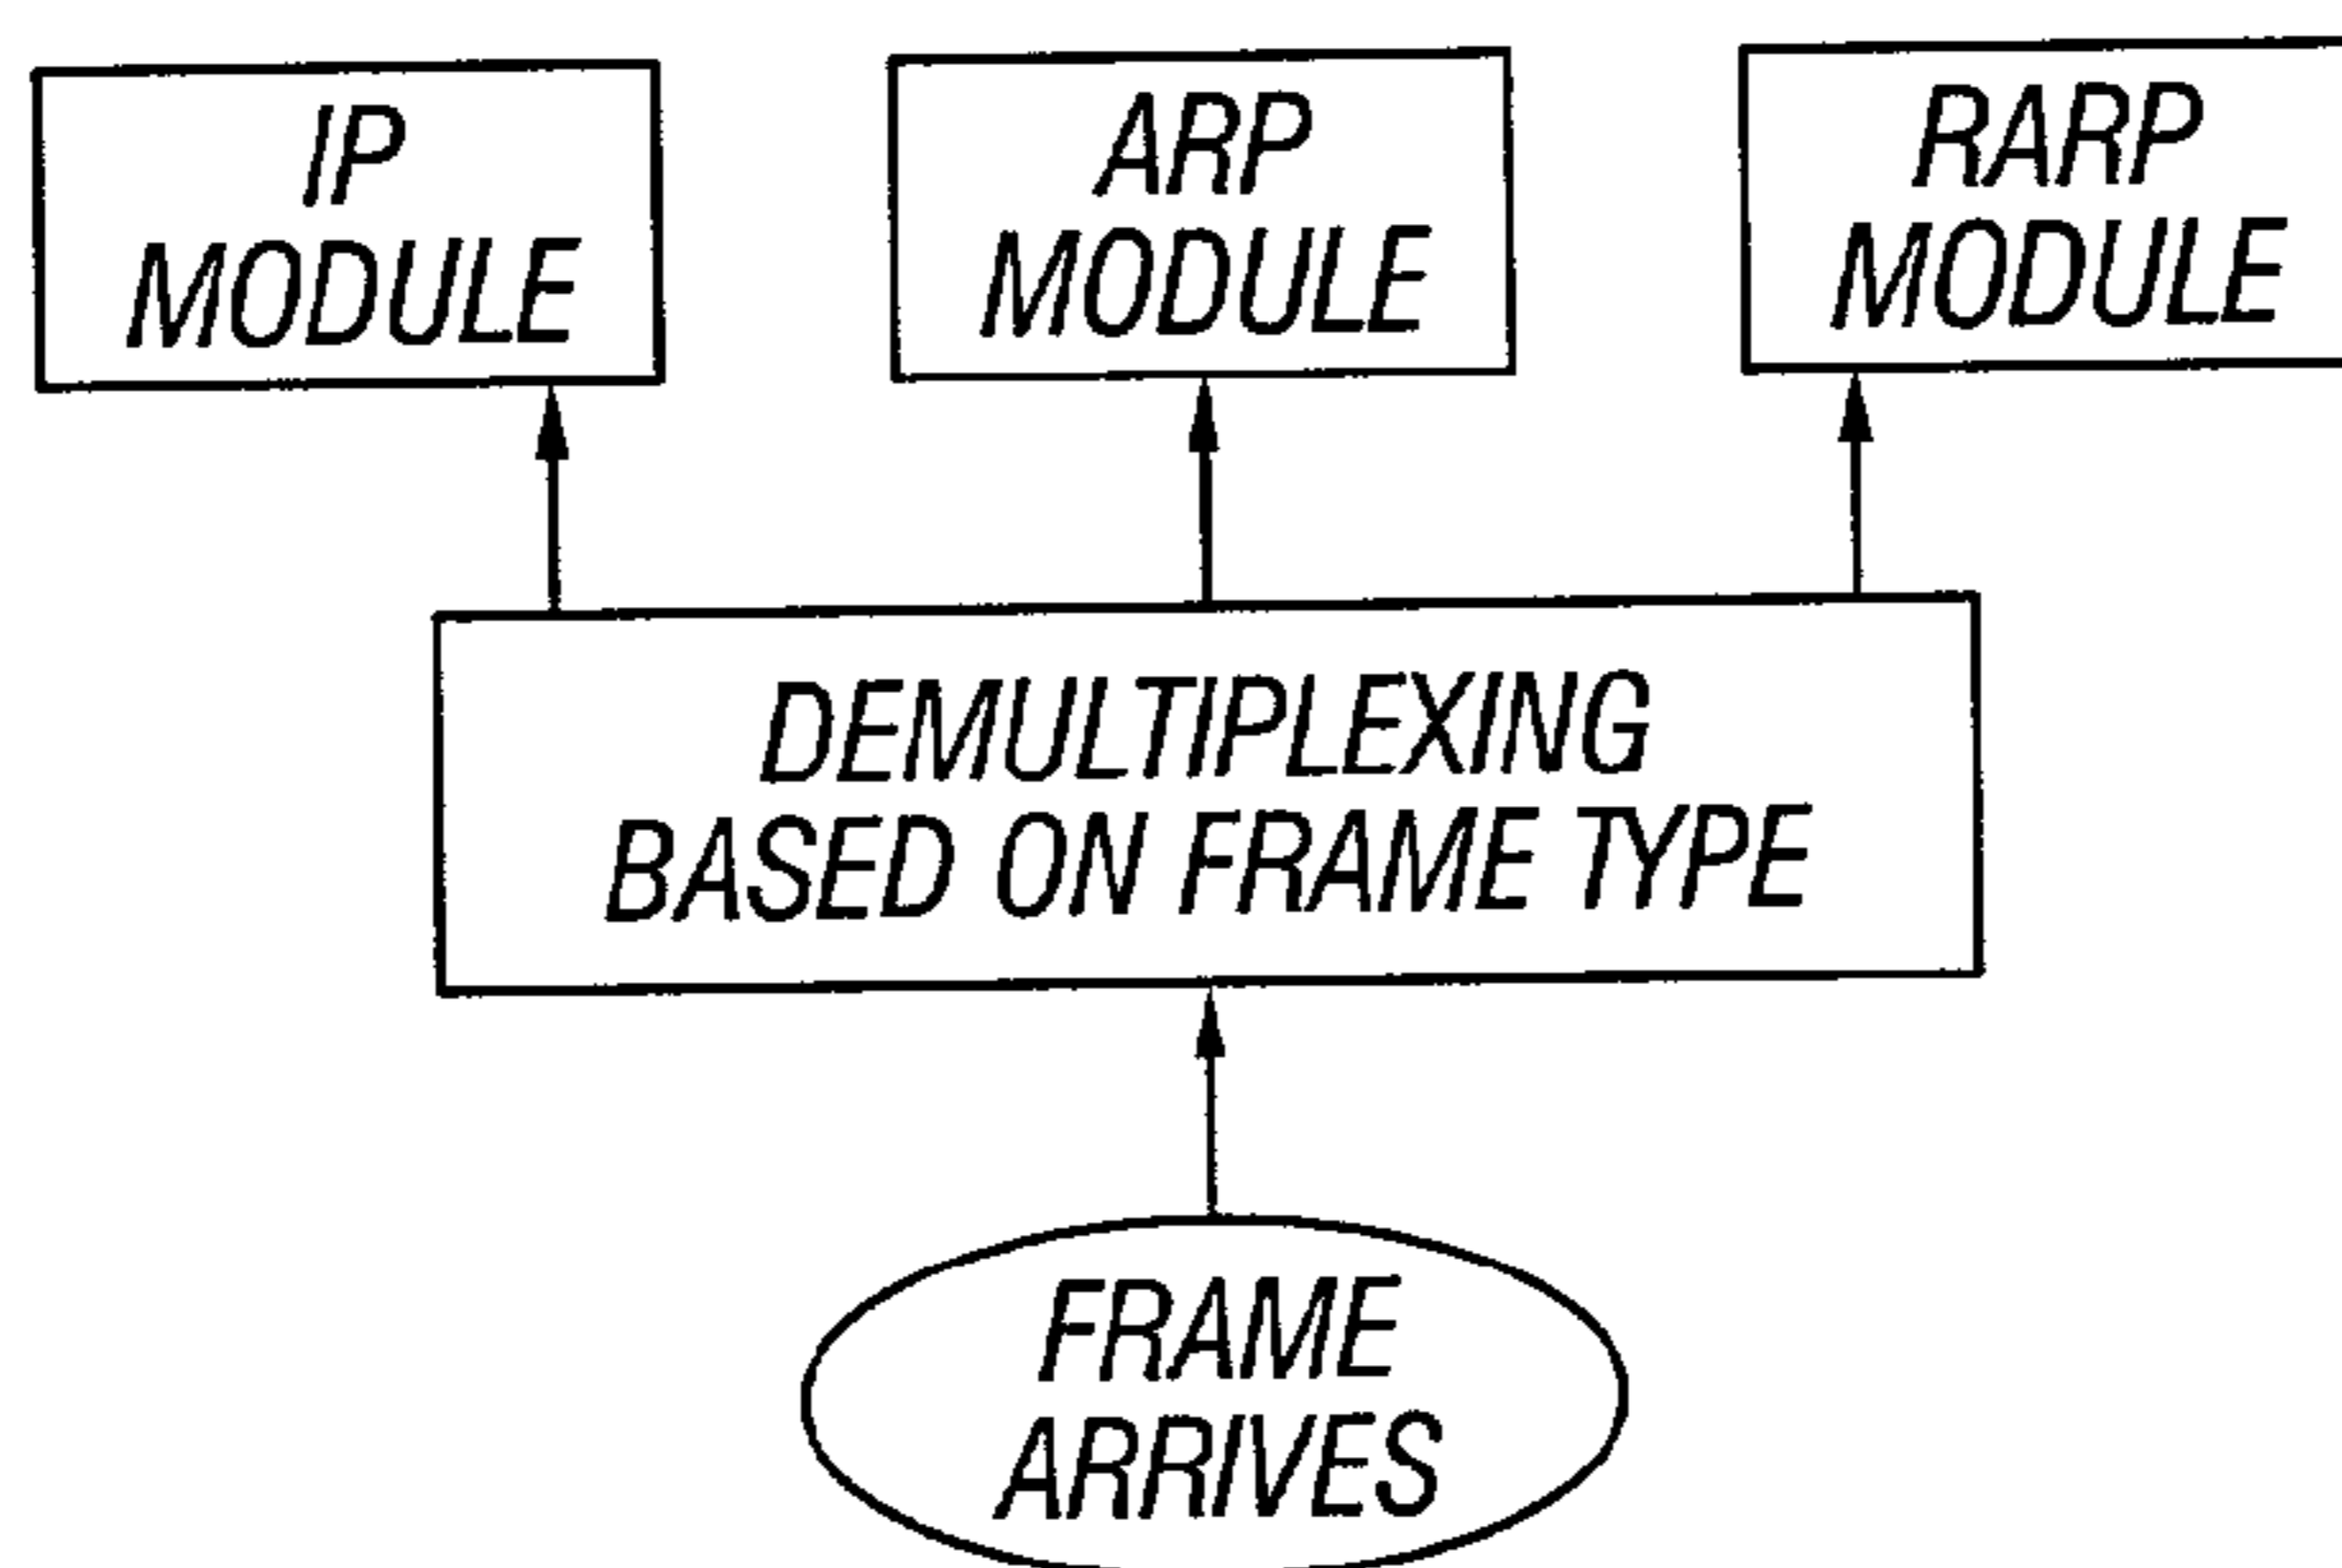 IP
MODULE
ARP
MODULE
RARP
MODULE
DEMULTIPLEXING
BASED ON FRAME TYPE
FRAME
ARRIVES